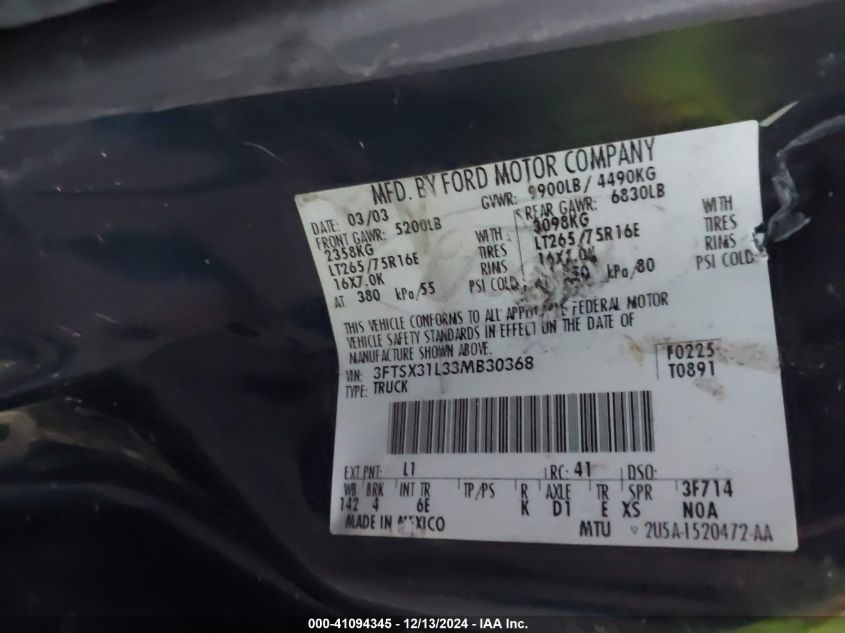 MFD. BY FORD MOTOR COMPANY
DATE: 03/03 GVWR: 9900LB / 4490KG
FRONT GAWR: 5200LB REAR GAWR: 6830LB
2358KG WITH 3098KG WITH
LT265/75R16E TIRES LT265/75R16E TIRES
16X7.0K RIMS 16X7.0K RIMS
AT 380 kPa/55 PSI COLD kPa/80 PSI COLD
THIS VEHICLE CONFORMS TO ALL APPLICABLE FEDERAL MOTOR
VEHICLE SAFETY STANDARDS IN EFFECT ON THE DATE OF
MANUFACTURE SHOWN ABOVE.
F0225
VIN: 3FTSX31L33MB30368
T0891
TYPE: TRUCK
EXT PNT: L1 RC: 41 DSO:
WB BRK INT TR TP/PS R AXLE TR SPR 3F714
142 4 6E K D1 E XS NOA
MADE IN MEXICO MTU ▽ 2U5A-1520472-AA
000-41094345 - 12/13/2024 - IAA Inc.